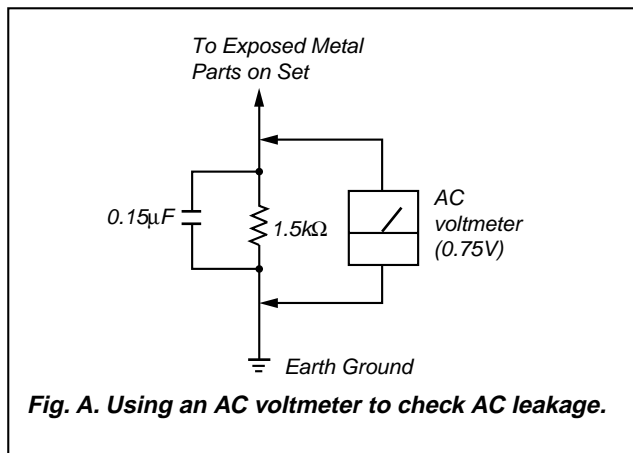 To Exposed Metal
Parts on Set
0.15µF
1.5kΩ
AC
voltmeter
(0.75V)
Earth Ground
Fig. A. Using an AC voltmeter to check AC leakage.